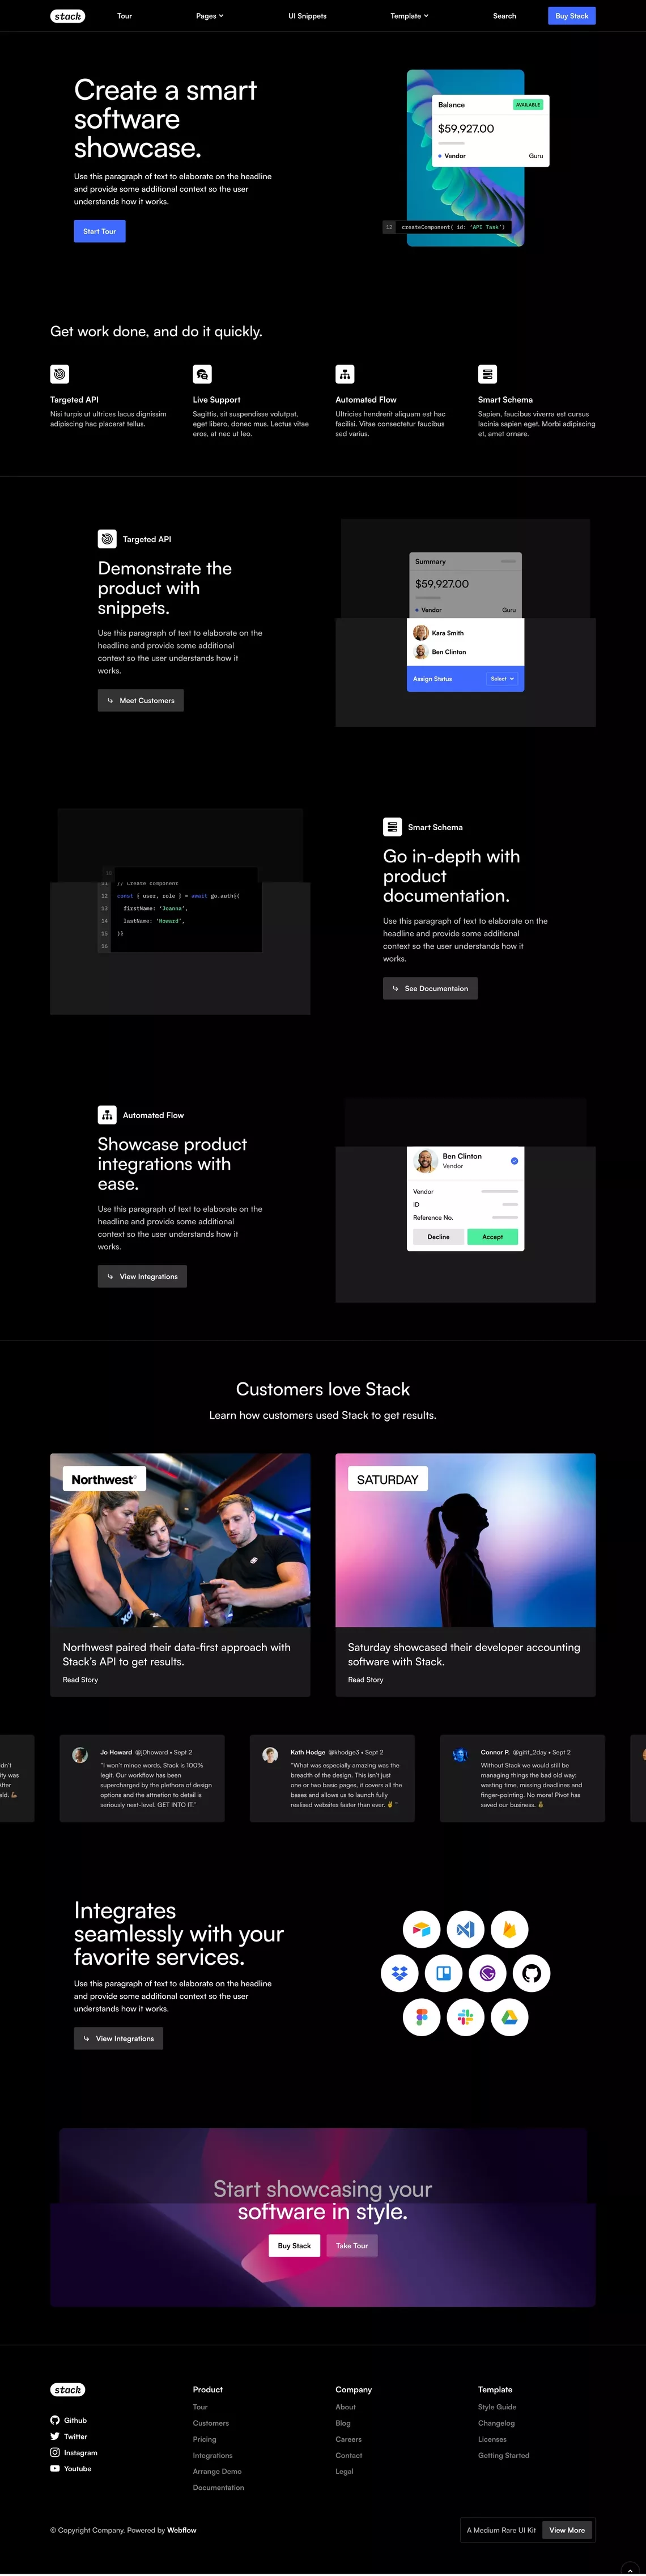 stack
Tour
Pages
UI Snippets
Template
Search
Buy Stack
Create a smart
software
showcase.
Use this paragraph of text to elaborate on the headline
and provide some additional context so the user
understands how it works.
Start Tour
Balance
AVAILABLE
$59,927.00
Vendor
Guru
12 createComponent( id: 'API Task')
Get work done, and do it quickly.
Targeted API
Nisi turpis ut ultrices lacus dignissim
adipiscing hac placerat tellus.
Live Support
Sagittis, sit suspendisse volutpat,
eget libero, donec mus. Lectus vitae
eros, at nec ut leo.
Automated Flow
Ultricies hendrerit aliquam est hac
facilisi. Vitae consectetur faucibus
sed varius.
Smart Schema
Sapien, faucibus viverra est cursus
lacinia sapien eget. Morbi adipiscing
et, amet ornare.
Targeted API
Demonstrate the
product with
snippets.
Use this paragraph of text to elaborate on the
headline and provide some additional
context so the user understands how it
works.
Meet Customers
Summary
$59,927.00
Vendor
Guru
Kara Smith
Ben Clinton
Assign Status
Select
11 // Create component
12 const { user, role } = await go.auth({
13 firstName: 'Joanna',
14 lastName: 'Howard',
15 )}
16
Smart Schema
Go in-depth with
product
documentation.
Use this paragraph of text to elaborate on the
headline and provide some additional
context so the user understands how it
works.
See Documentaion
Automated Flow
Showcase product
integrations with
ease.
Use this paragraph of text to elaborate on the
headline and provide some additional
context so the user understands how it
works.
View Integrations
Ben Clinton
Vendor
Vendor
ID
Reference No.
Decline
Accept
Customers love Stack
Learn how customers used Stack to get results.
Northwest
Northwest paired their data-first approach with
Stack's API to get results.
Read Story
SATURDAY
Saturday showcased their developer accounting
software with Stack.
Read Story
Jo Howard @j0howard • Sept 2
"I won't mince words, Stack is 100%
legit. Our workflow has been
supercharged by the plethora of design
options and the attnetion to detail is
seriously next-level. GET INTO IT."
Kath Hodge @khodge3 • Sept 2
"What was especially amazing was the
breadth of the design. This isn't just
one or two basic pages, it covers all the
bases and allows us to launch fully
realised websites faster than ever. ✌️ "
Connor P. @gitit_2day • Sept 2
Without Stack we would still be
managing things the bad old way:
wasting time, missing deadlines and
finger-pointing. No more! Pivot has
saved our business.
Integrates
seamlessly with your
favorite services.
Use this paragraph of text to elaborate on the headline
and provide some additional context so the user
understands how it works.
View Integrations
Start showcasing your
software in style.
Buy Stack
Take Tour
stack
Github
Twitter
Instagram
Youtube
Product
Tour
Customers
Pricing
Integrations
Arrange Demo
Documentation
Company
About
Blog
Careers
Contact
Legal
Template
Style Guide
Changelog
Licenses
Getting Started
© Copyright Company. Powered by Webflow
A Medium Rare UI Kit
View More